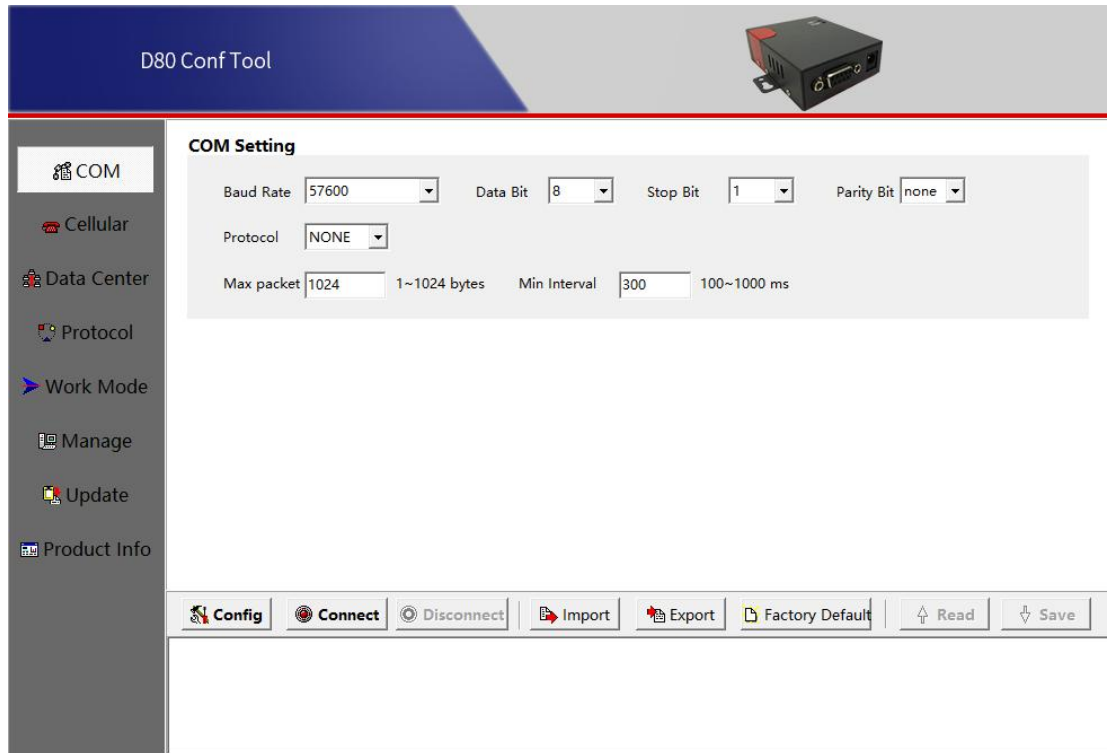 D80 Conf Tool
COM
Cellular
Data Center
Protocol
Work Mode
Manage
Update
Product Info
COM Setting
Baud Rate 57600 Data Bit 8 Stop Bit 1 Parity Bit none
Protocol NONE
Max packet 1024 1~1024 bytes Min Interval 300 100~1000 ms
Config Connect Disconnect Import Export Factory Default Read Save